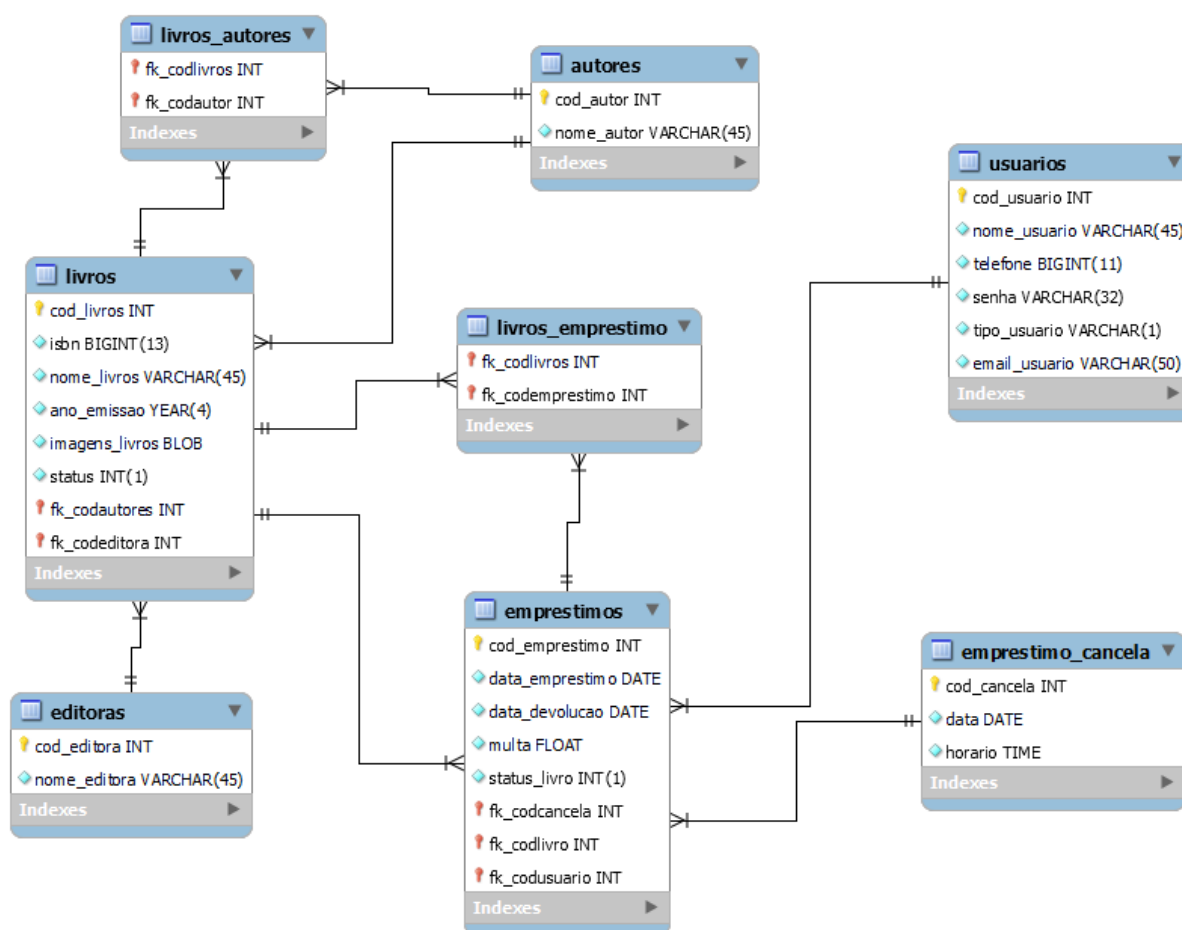 livros_autores
fk_codlivros INT
fk_codautor INT
Indexes
autores
cod_autor INT
nome_autor VARCHAR(45)
Indexes
usuarios
cod_usuario INT
nome_usuario VARCHAR(45)
telefone BIGINT(11)
senha VARCHAR(32)
tipo_usuario VARCHAR(1)
email_usuario VARCHAR(50)
Indexes
livros
cod_livros INT
isbn BIGINT(13)
nome_livros VARCHAR(45)
ano_emissao YEAR(4)
imagens_livros BLOB
status INT(1)
fk_codautores INT
fk_codeditora INT
Indexes
livros_emprestimo
fk_codlivros INT
fk_codemprestimo INT
Indexes
emprestimos
cod_emprestimo INT
data_emprestimo DATE
data_devolucao DATE
multa FLOAT
status_livro INT(1)
fk_codcancela INT
fk_codlivro INT
fk_codusuario INT
Indexes
emprestimo_cancela
cod_cancela INT
data DATE
horario TIME
Indexes
editoras
cod_editora INT
nome_editora VARCHAR(45)
Indexes